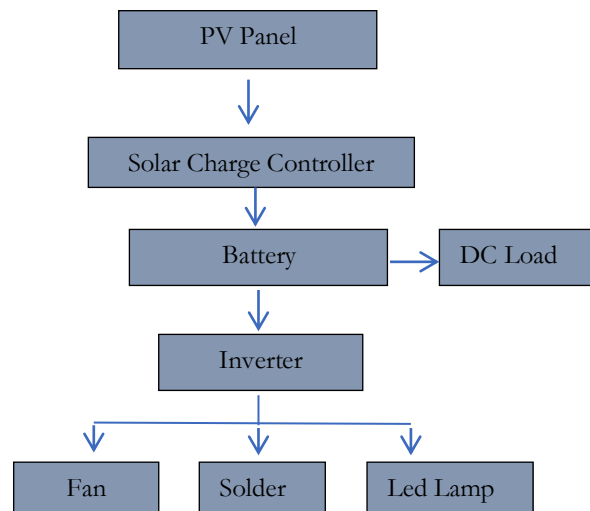 PV Panel
Solar Charge Controller
Battery
DC Load
Inverter
Fan
Solder
Led Lamp